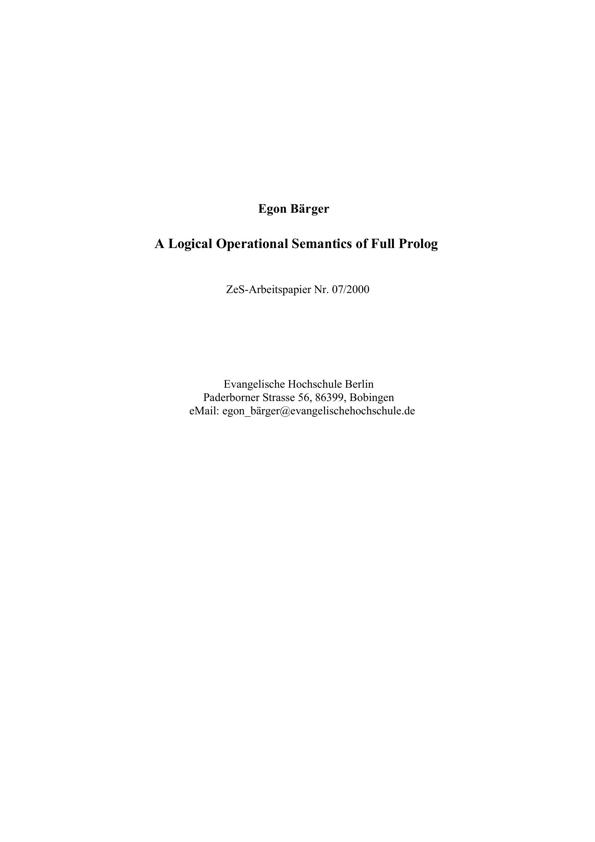 Egon Bärger
A Logical Operational Semantics of Full Prolog
ZeS-Arbeitspapier Nr. 07/2000
Evangelische Hochschule Berlin
Paderborner Strasse 56, 86399, Bobingen
eMail: egon_bärger@evangelischehochschule.de